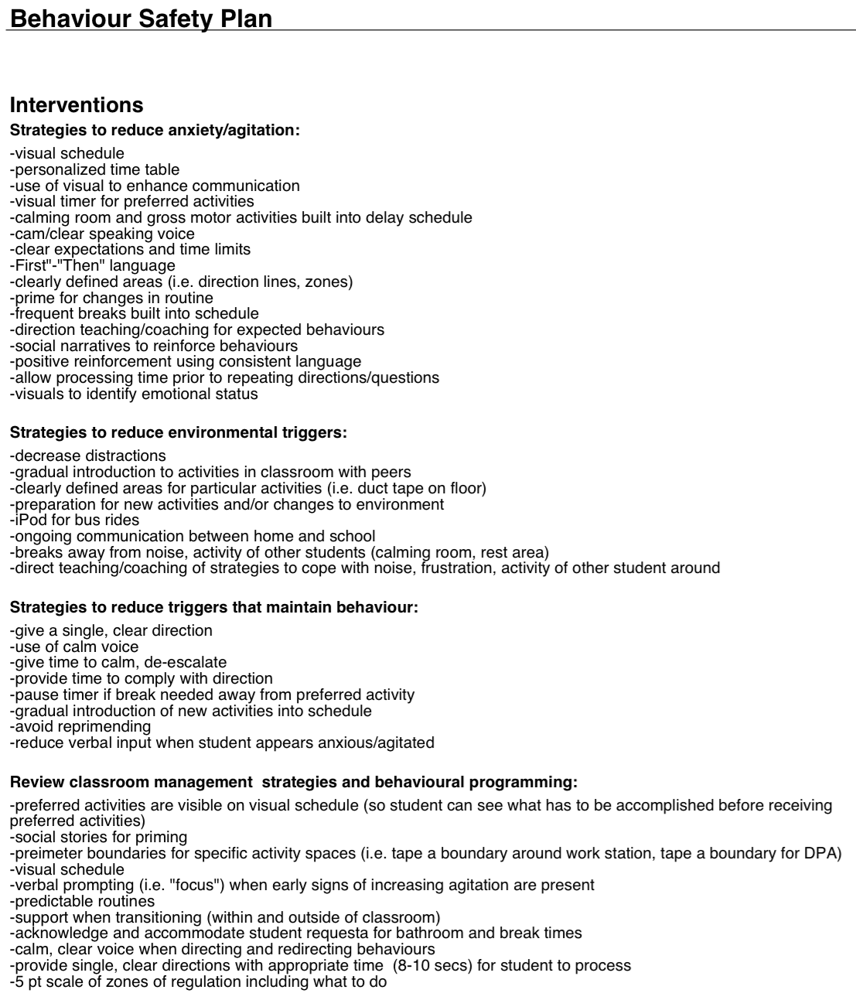 Behaviour Safety Plan
Interventions
Strategies to reduce anxiety/agitation:
-visual schedule
-personalized time table
-use of visual to enhance communication
-visual timer for preferred activities
-calming room and gross motor activities built into delay schedule
-cam/clear speaking voice
-clear expectations and time limits
-First"-"Then" language
-clearly defined areas (i.e. direction lines, zones)
-prime for changes in routine
-frequent breaks built into schedule
-direction teaching/coaching for expected behaviours
-social narratives to reinforce behaviours
-positive reinforcement using consistent language
-allow processing time prior to repeating directions/questions
-visuals to identify emotional status
Strategies to reduce environmental triggers:
-decrease distractions
-gradual introduction to activities in classroom with peers
-clearly defined areas for particular activities (i.e. duct tape on floor)
-preparation for new activities and/or changes to environment
-iPod for bus rides
-ongoing communication between home and school
-breaks away from noise, activity of other students (calming room, rest area)
-direct teaching/coaching of strategies to cope with noise, frustration, activity of other student around
Strategies to reduce triggers that maintain behaviour:
-give a single, clear direction
-use of calm voice
-give time to calm, de-escalate
-provide time to comply with direction
-pause timer if break needed away from preferred activity
-gradual introduction of new activities into schedule
-avoid reprimending
-reduce verbal input when student appears anxious/agitated
Review classroom management  strategies and behavioural programming:
-preferred activities are visible on visual schedule (so student can see what has to be accomplished before receiving
preferred activities)
-social stories for priming
-preimeter boundaries for specific activity spaces (i.e. tape a boundary around work station, tape a boundary for DPA)
-visual schedule
-verbal prompting (i.e. "focus") when early signs of increasing agitation are present
-predictable routines
-support when transitioning (within and outside of classroom)
-acknowledge and accommodate student requesta for bathroom and break times
-calm, clear voice when directing and redirecting behaviours
-provide single, clear directions with appropriate time  (8-10 secs) for student to process
-5 pt scale of zones of regulation including what to do